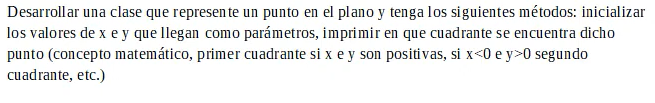 Desarrollar una clase que represente un punto en el plano y tenga los siguientes métodos: inicializar
los valores de x e y que llegan como parámetros, imprimir en que cuadrante se encuentra dicho
punto (concepto matemático, primer cuadrante si x e y son positivas, si x<0 e y>0 segundo
cuadrante, etc.)